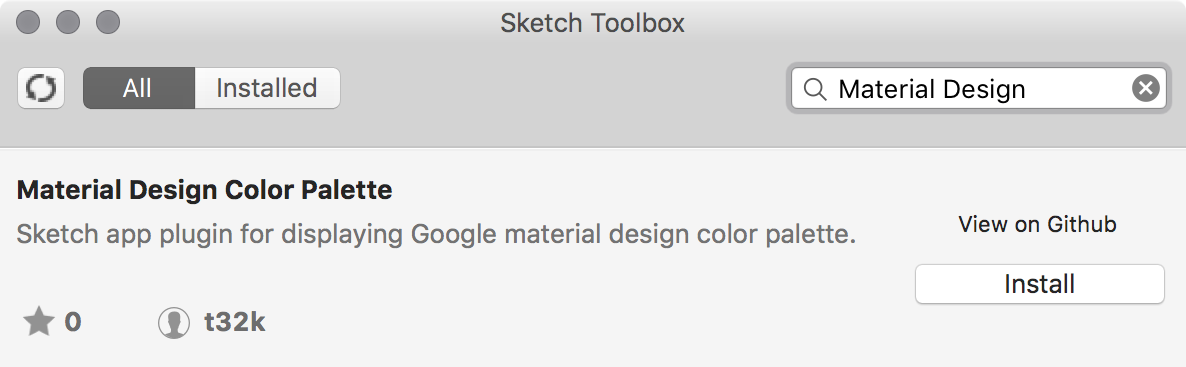 Sketch Toolbox
All
Installed
Material Design
Material Design Color Palette
Sketch app plugin for displaying Google material design color palette.
View on Github
Install
0
t32k